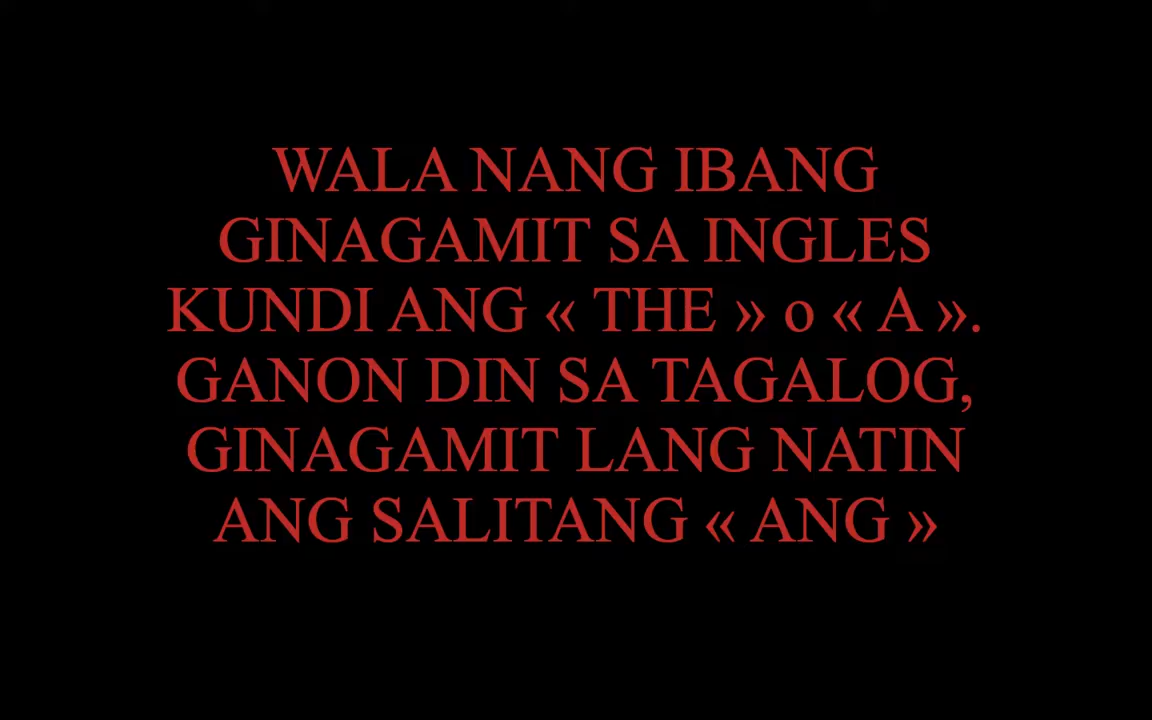 WALA NANG IBANG
GINAGAMIT SA INGLES
KUNDI ANG « THE » o « A ».
GANON DIN SA TAGALOG,
GINAGAMIT LANG NATIN
ANG SALITANG « ANG »